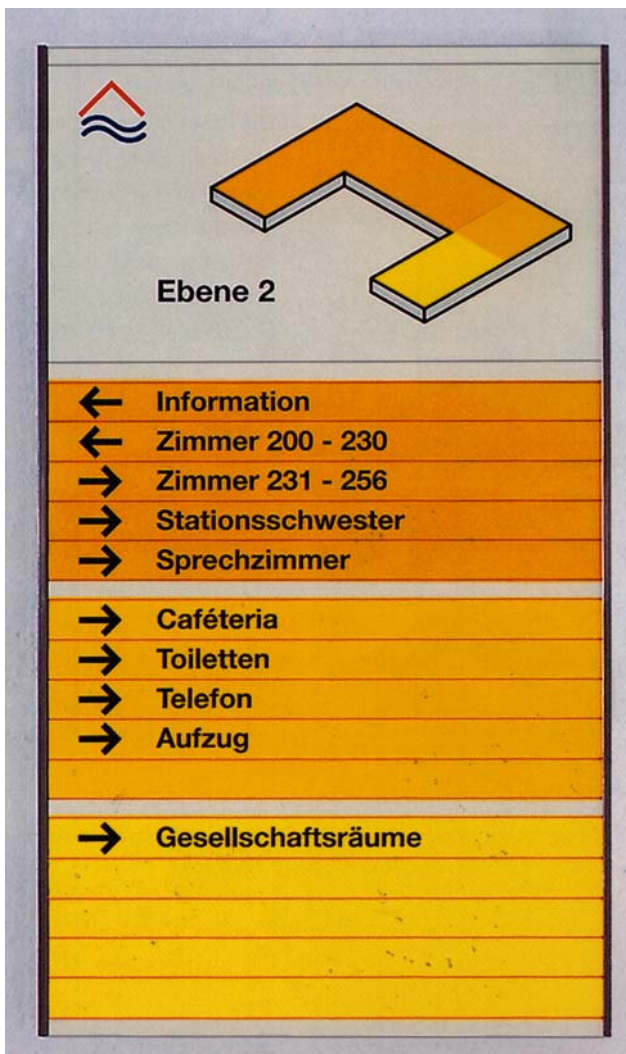 Ebene 2
← Information
← Zimmer 200 - 230
→ Zimmer 231 - 256
→ Stationsschwester
→ Sprechzimmer
→ Caféteria
→ Toiletten
→ Telefon
→ Aufzug
→ Gesellschaftsräume